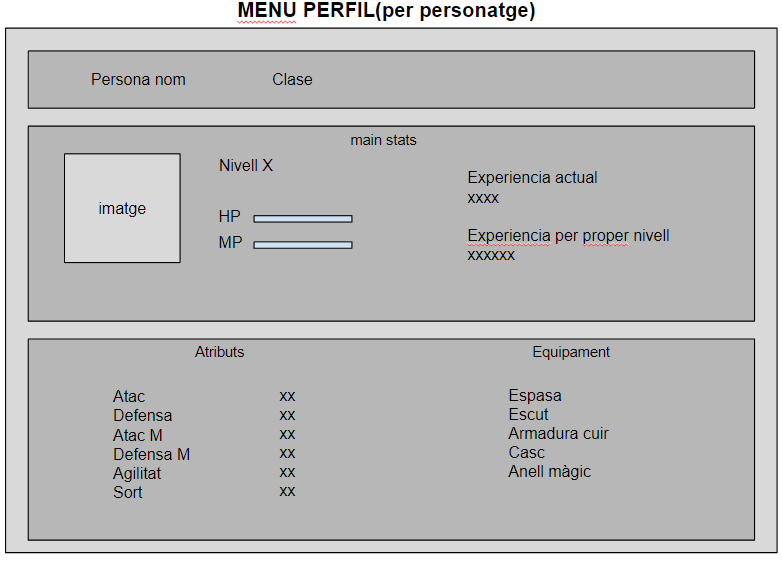 MENU PERFIL(per personatge)
Persona nom Clase
main stats
imatge
Nivell X
HP
MP
Experiencia actual
xxxx
Experiencia per proper nivell
xxxxxx
Atributs
Atac xx
Defensa xx
Atac M xx
Defensa M xx
Agilitat xx
Sort xx
Equipament
Espasa
Escut
Armadura cuir
Casc
Anell màgic